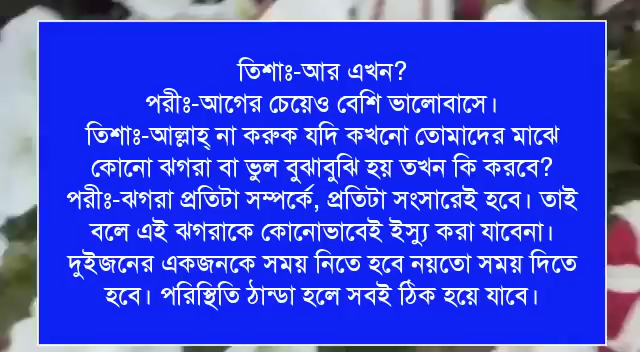 তিশাঃ-আর এখন?
পরীঃ-আগের চেয়েও বেশি ভালোবাসে।
তিশাঃ-আল্লাহ্ না করুক যদি কখনো তোমাদের মাঝে
কোনো ঝগরা বা ভুল বুঝাবুঝি হয় তখন কি করবে?
পরীঃ-ঝগরা প্রতিটা সম্পর্কে, প্রতিটা সংসারেই হবে। তাই
বলে এই ঝগরাকে কোনোভাবেই ইস্যু করা যাবেনা।
দুইজনের একজনকে সময় নিতে হবে নয়তো সময় দিতে
হবে। পরিস্থিতি ঠান্ডা হলে সবই ঠিক হয়ে যাবে।